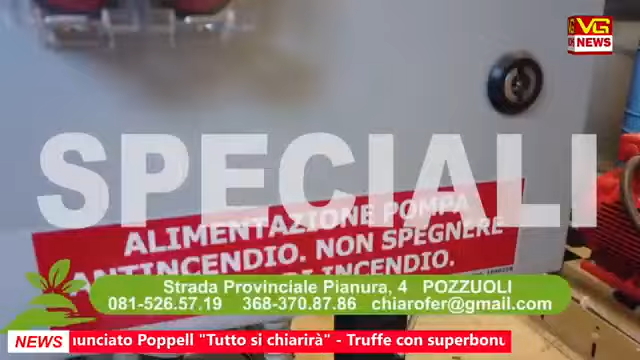 VG
NEWS
SPECIALI
ALIMENTAZIONE POMPA
ANTINCENDIO. NON SPEGNERE
INCENDIO.
Strada Provinciale Pianura, 4 POZZUOLI
081-526.57.19 368-370.87.86 chiarofer@gmail.com
NEWS unciato Poppell "Tutto si chiarirà" - Truffe con superbonu